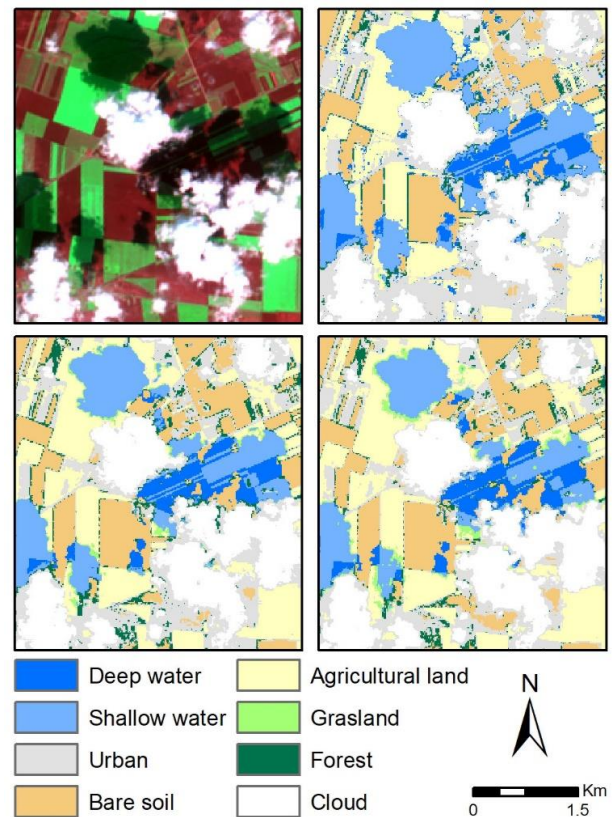 Deep water
Agricultural land
Shallow water
Grasland
Urban
Forest
Bare soil
Cloud
N
Km
0
1.5